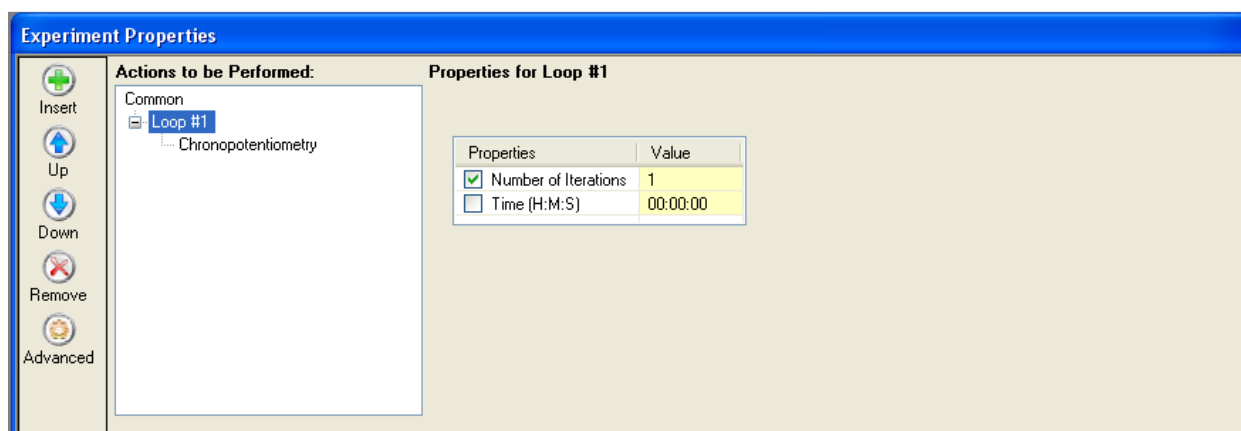 Experiment Properties
Insert
Up
Down
Remove
Advanced
Actions to be Performed:
Common
Loop #1
Chronopotentiometry
Properties for Loop #1
Properties Value
Number of Iterations 1
Time (H:M:S) 00:00:00